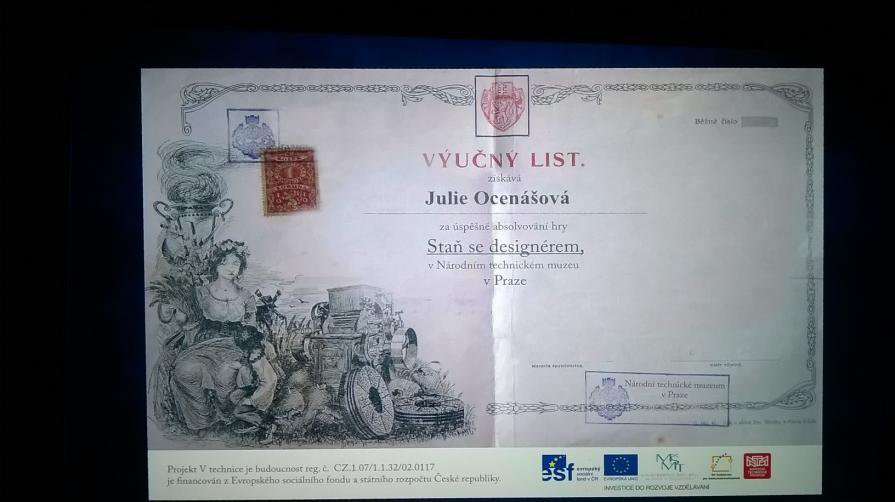 Běžné číslo
VÝUČNÝ LIST.
získává
Julie Ocenášová
za úspěšné absolvování hry
Staň se designérem,
v Národním technickém muzeu
v Praze
Národní technické muzeum
v Praze
Projekt V technice je budoucnost reg. č. CZ.1.07/1.1.32/02.0117
je financován z Evropského sociálního fondu a státního rozpočtu České republiky.
esf evropský
sociální
fond v ČR
EVROPSKÁ UNIE
INVESTICE DO ROZVOJE VZDĚLÁVÁNÍ